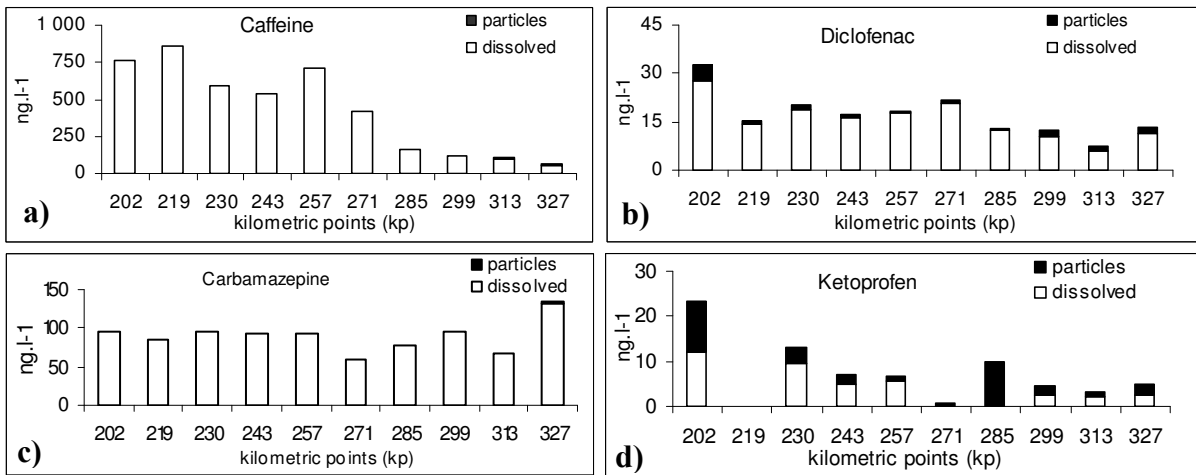 Caffeine
particles
dissolved
1 000
750
500
250
0
ng.l-1
202 219 230 243 257 271 285 299 313 327
kilometric points (kp)
a)
Diclofenac
particles
dissolved
45
30
15
0
ng.l-1
202 219 230 243 257 271 285 299 313 327
kilometric points (kp)
b)
Carbamazepine
particles
dissolved
150
100
50
0
ng.l-1
202 219 230 243 257 271 285 299 313 327
kilometric points (kp)
c)
Ketoprofen
particles
dissolved
30
20
10
0
ng.l-1
202 219 230 243 257 271 285 299 313 327
kilometric points (kp)
d)